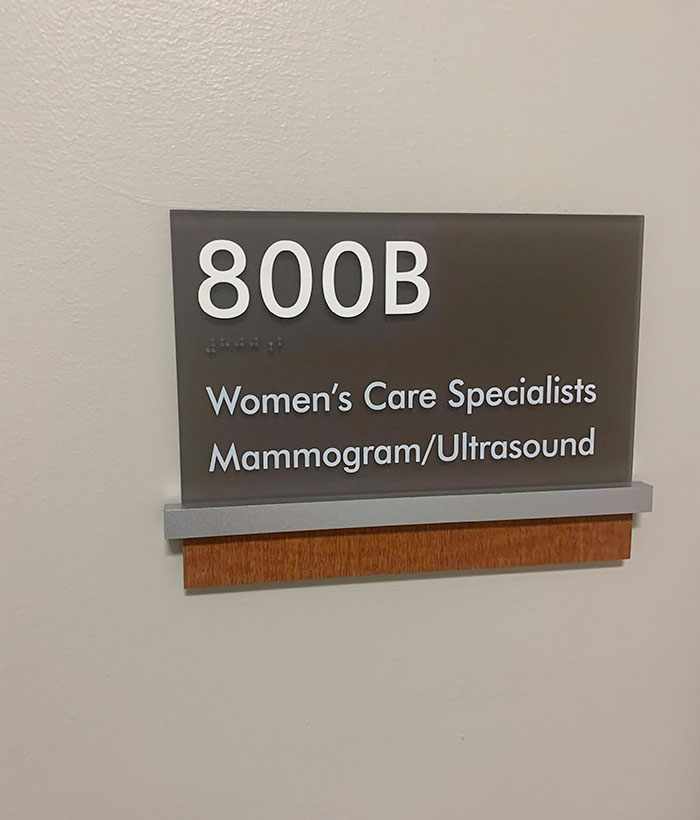 800B
Women's Care Specialists
Mammogram/Ultrasound